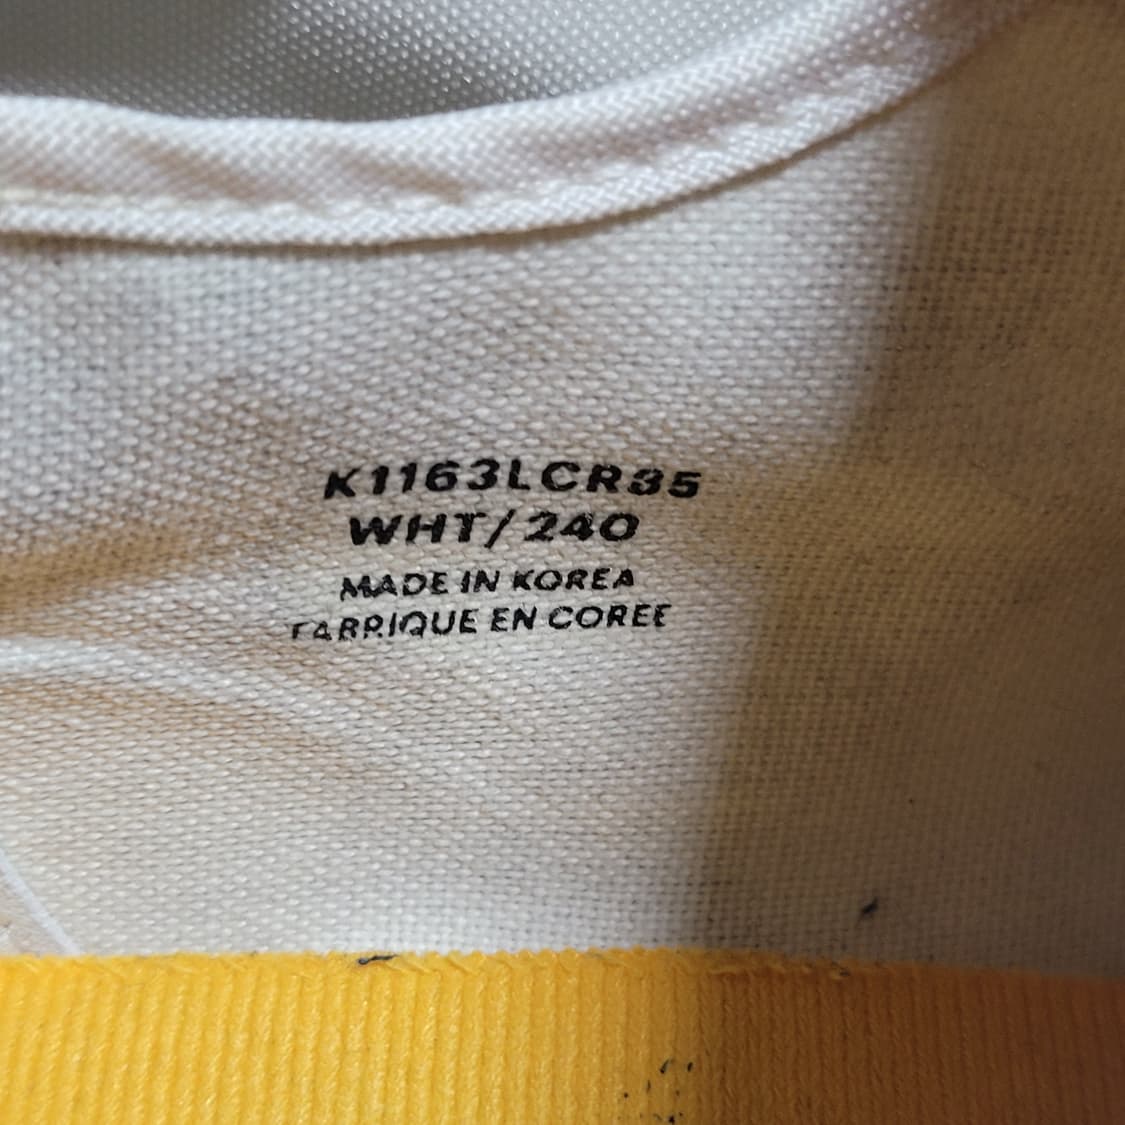 K1163LCR35
WHT/240
MADE IN KOREA
FABRIQUE EN COREE